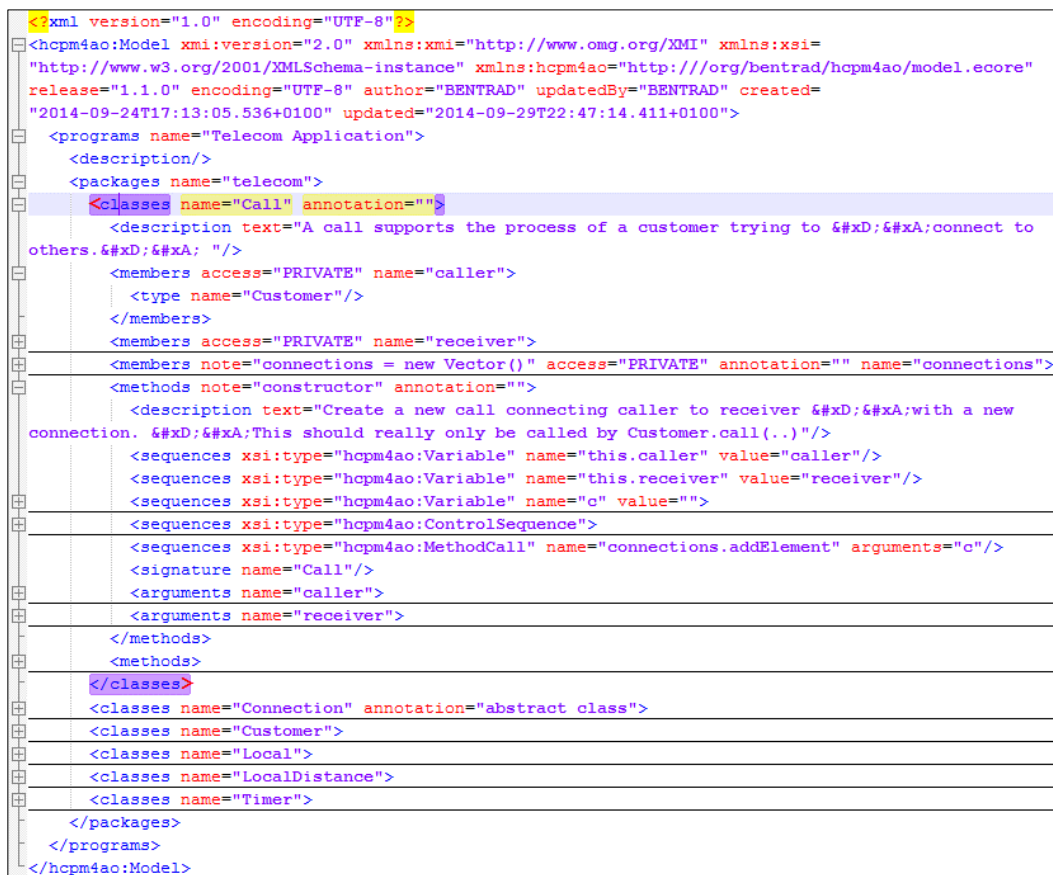 <?xml version="1.0" encoding="UTF-8"?>
<hcpm4ao:Model xmi:version="2.0" xmlns:xmi="http://www.omg.org/XMI" xmlns:xsi=
"http://www.w3.org/2001/XMLSchema-instance" xmlns:hcpm4ao="http:///org/bentrad/hcpm4ao/model.ecore"
release="1.1.0" encoding="UTF-8" author="BENTRAD" updatedBy="BENTRAD" created=
"2014-09-24T17:13:05.536+0100" updated="2014-09-29T22:47:14.411+0100">
<programs name="Telecom Application">
<description/>
<packages name="telecom">
<classes name="Call" annotation="">
<description text="A call supports the process of a customer trying to &#xD;&#xA;connect to
others.&#xD;&#xA; "/>
<members access="PRIVATE" name="caller">
<type name="Customer"/>
</members>
<members access="PRIVATE" name="receiver">
<members note="connections = new Vector()" access="PRIVATE" annotation="" name="connections">
<methods note="constructor" annotation="">
<description text="Create a new call connecting caller to receiver &#xD;&#xA;with a new
connection. &#xD;&#xA;This should really only be called by Customer.call(..)"/>
<sequences xsi:type="hcpm4ao:Variable" name="this.caller" value="caller"/>
<sequences xsi:type="hcpm4ao:Variable" name="this.receiver" value="receiver"/>
<sequences xsi:type="hcpm4ao:Variable" name="c" value="">
<sequences xsi:type="hcpm4ao:ControlSequence">
<sequences xsi:type="hcpm4ao:MethodCall" name="connections.addElement" arguments="c"/>
<signature name="Call"/>
<arguments name="caller">
<arguments name="receiver">
</methods>
<methods>
</classes>
<classes name="Connection" annotation="abstract class">
<classes name="Customer">
<classes name="Local">
<classes name="LocalDistance">
<classes name="Timer">
</packages>
</programs>
</hcpm4ao:Model>